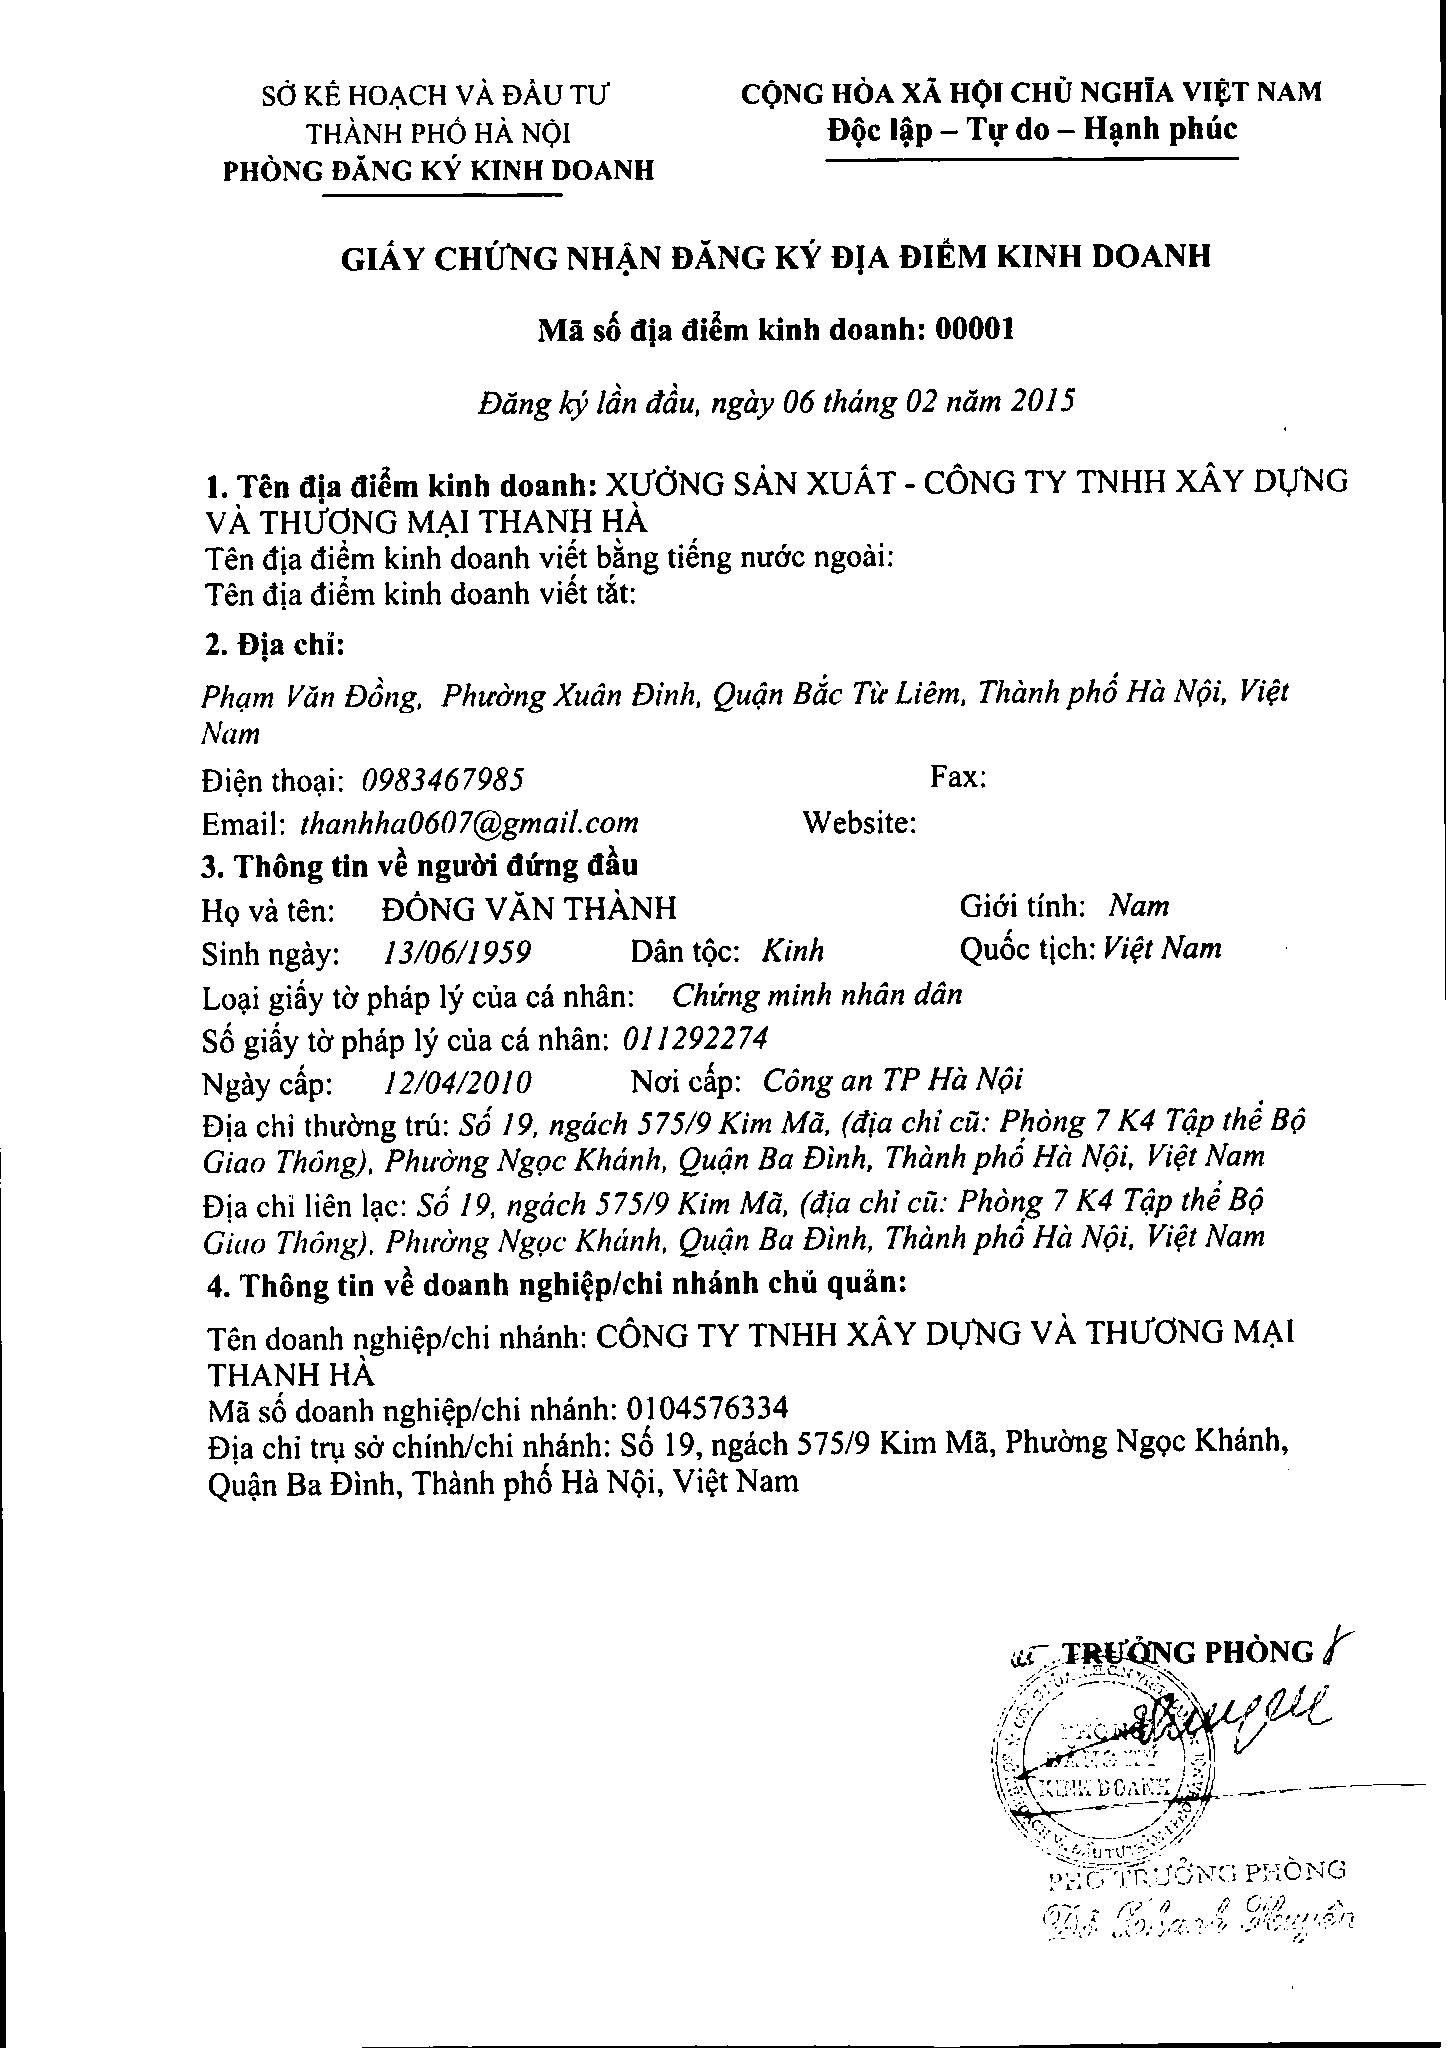 SỞ KẾ HOẠCH VÀ ĐẦU TƯ
THÀNH PHỐ HÀ NỘI
PHÒNG ĐĂNG KÝ KINH DOANH
CỘNG HÒA XÃ HỘI CHỦ NGHĨA VIỆT NAM
Độc lập – Tự do – Hạnh phúc
GIẤY CHỨNG NHẬN ĐĂNG KÝ ĐỊA ĐIỂM KINH DOANH
Mã số địa điểm kinh doanh: 00001
Đăng ký lần đầu, ngày 06 tháng 02 năm 2015
1. Tên địa điểm kinh doanh: XƯỞNG SẢN XUẤT - CÔNG TY TNHH XÂY DỰNG
VÀ THƯƠNG MẠI THANH HÀ
Tên địa điểm kinh doanh viết bằng tiếng nước ngoài:
Tên địa điểm kinh doanh viết tắt:
2. Địa chỉ:
Phạm Văn Đồng, Phường Xuân Đỉnh, Quận Bắc Từ Liêm, Thành phố Hà Nội, Việt
Nam
Điện thoại: 0983467985 Fax:
Email: thanhha0607@gmail.com Website:
3. Thông tin về người đứng đầu
Họ và tên: ĐỒNG VĂN THÀNH Giới tính: Nam
Sinh ngày: 13/06/1959 Dân tộc: Kinh Quốc tịch: Việt Nam
Loại giấy tờ pháp lý của cá nhân: Chứng minh nhân dân
Số giấy tờ pháp lý của cá nhân: 011292274
Ngày cấp: 12/04/2010 Nơi cấp: Công an TP Hà Nội
Địa chỉ thường trú: Số 19, ngách 575/9 Kim Mã, (địa chỉ cũ: Phòng 7 K4 Tập thể Bộ
Giao Thông), Phường Ngọc Khánh, Quận Ba Đình, Thành phố Hà Nội, Việt Nam
Địa chỉ liên lạc: Số 19, ngách 575/9 Kim Mã, (địa chỉ cũ: Phòng 7 K4 Tập thể Bộ
Giao Thông), Phường Ngọc Khánh, Quận Ba Đình, Thành phố Hà Nội, Việt Nam
4. Thông tin về doanh nghiệp/chi nhánh chủ quản:
Tên doanh nghiệp/chi nhánh: CÔNG TY TNHH XÂY DỰNG VÀ THƯƠNG MẠI
THANH HÀ
Mã số doanh nghiệp/chi nhánh: 0104576334
Địa chỉ trụ sở chính/chi nhánh: Số 19, ngách 575/9 Kim Mã, Phường Ngọc Khánh,
Quận Ba Đình, Thành phố Hà Nội, Việt Nam
TRƯỞNG PHÒNG
PHÒNG
ĐĂNG KÝ
KINH DOANH
PHÓ TRƯỞNG PHÒNG